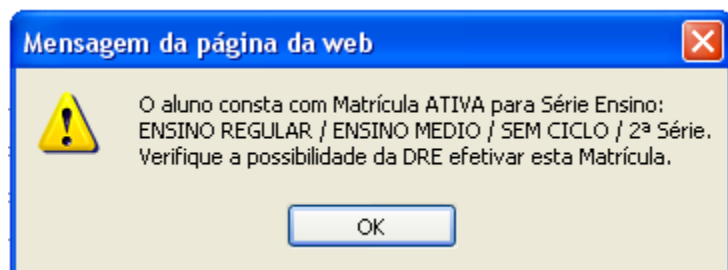 Mensagem da página da web
O aluno consta com Matrícula ATIVA para Série Ensino:
ENSINO REGULAR / ENSINO MEDIO / SEM CICLO / 2ª Série.
Verifique a possibilidade da DRE efetivar esta Matrícula.
OK